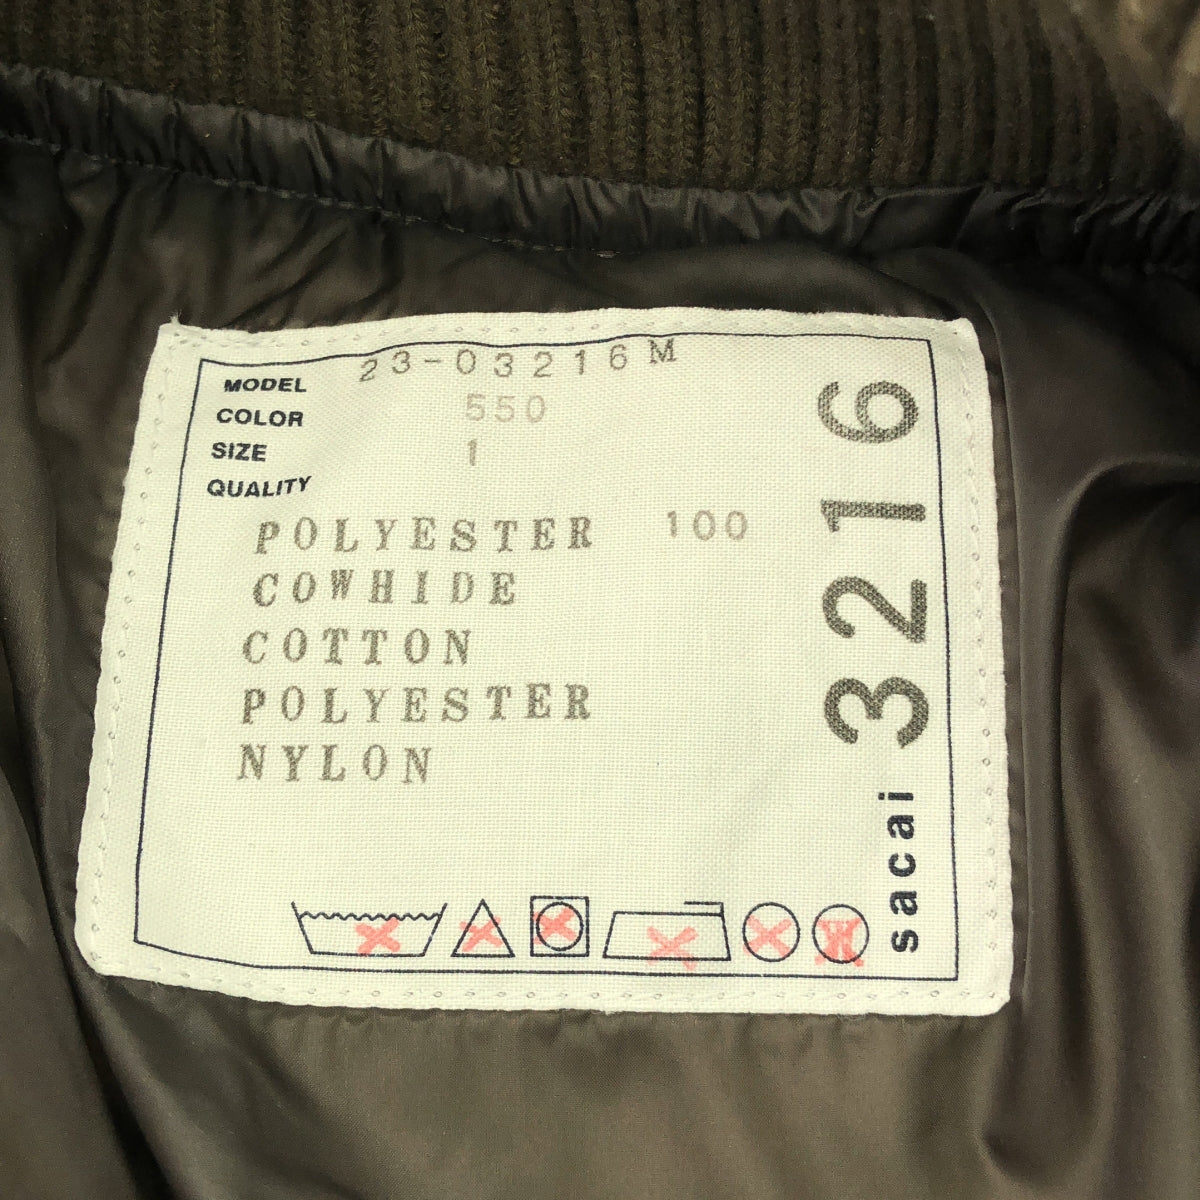 MODEL 23-03216M
COLOR 550
SIZE 1
QUALITY
POLYESTER 100
COWHIDE
COTTON
POLYESTER
NYLON
W
sacai 3216